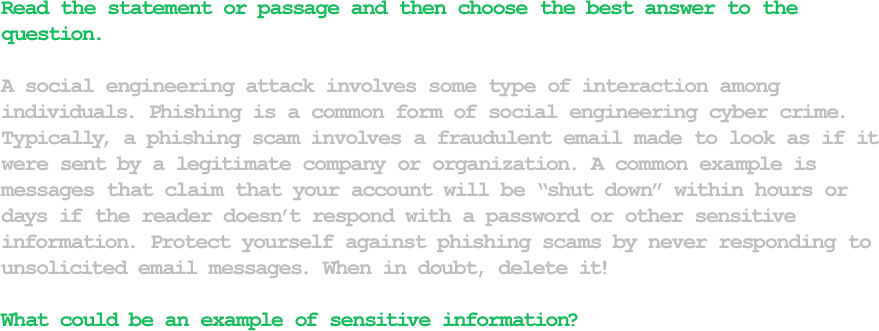 Read the statement or passage and then choose the best answer to the
question.
A social engineering attack involves some type of interaction among
individuals. Phishing is a common form of social engineering cyber crime.
Typically, a phishing scam involves a fraudulent email made to look as if it
were sent by a legitimate company or organization. A common example is
messages that claim that your account will be “shut down” within hours or
days if the reader doesn’t respond with a password or other sensitive
information. Protect yourself against phishing scams by never responding to
unsolicited email messages. When in doubt, delete it!
What could be an example of sensitive information?